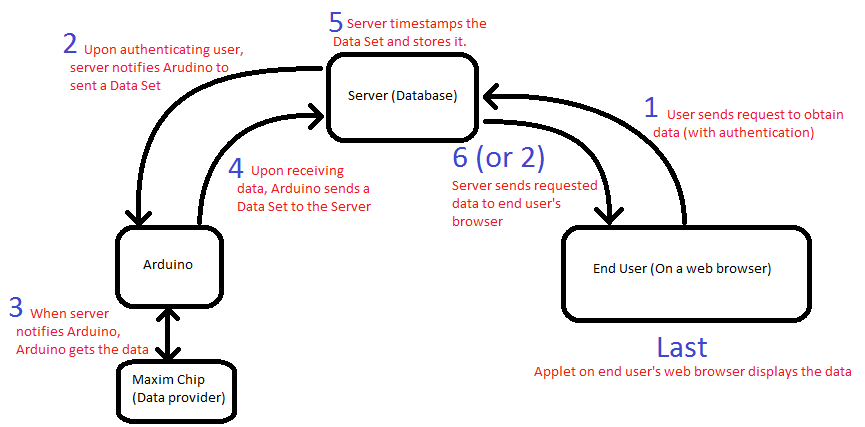 5 Server timestamps the
Data Set and stores it.
2 Upon authenticating user,
server notifies Arudino to
sent a Data Set
Server (Database)
1 User sends request to obtain
data (with authentication)
4 Upon receiving
data, Arduino sends a
Data Set to the Server
6 (or 2)
Server sends requested
data to end user's
browser
Arduino
End User (On a web browser)
3 When server
notifies Arduino,
Arduino gets the data
Maxim Chip
(Data provider)
Last
Applet on end user's web browser displays the data